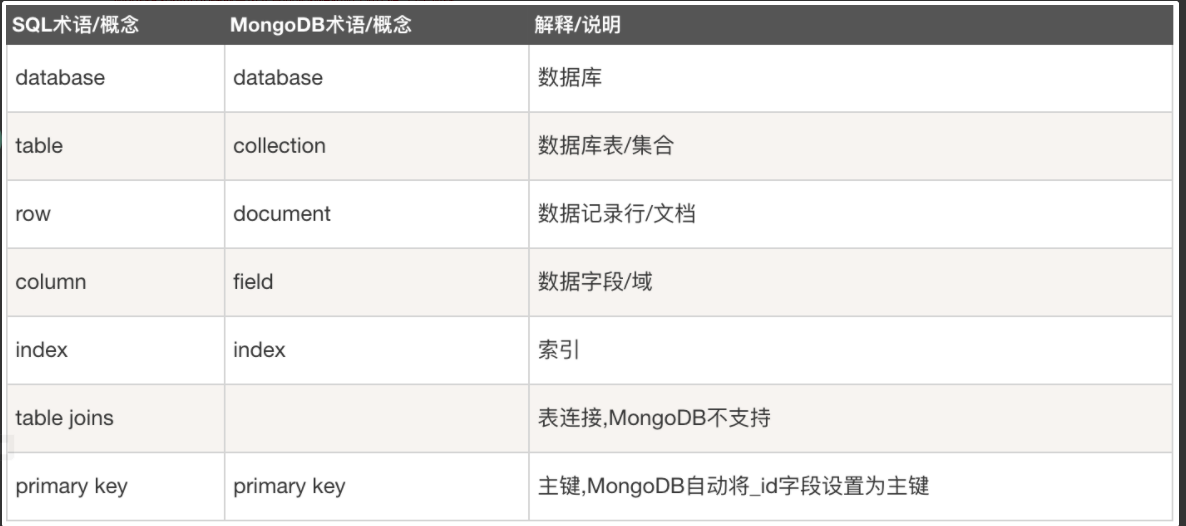 SQL术语/概念 MongoDB术语/概念 解释/说明
database database 数据库
table collection 数据库表/集合
row document 数据记录行/文档
column field 数据字段/域
index index 索引
table joins 表连接,MongoDB不支持
primary key primary key 主键,MongoDB自动将_id字段设置为主键